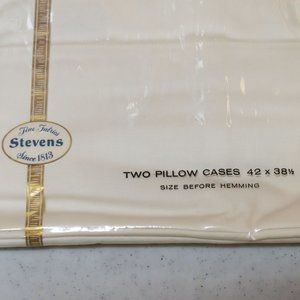 Fine Fabrics
Stevens
Since 1813
TWO PILLOW CASES 42 x 38½
SIZE BEFORE HEMMING